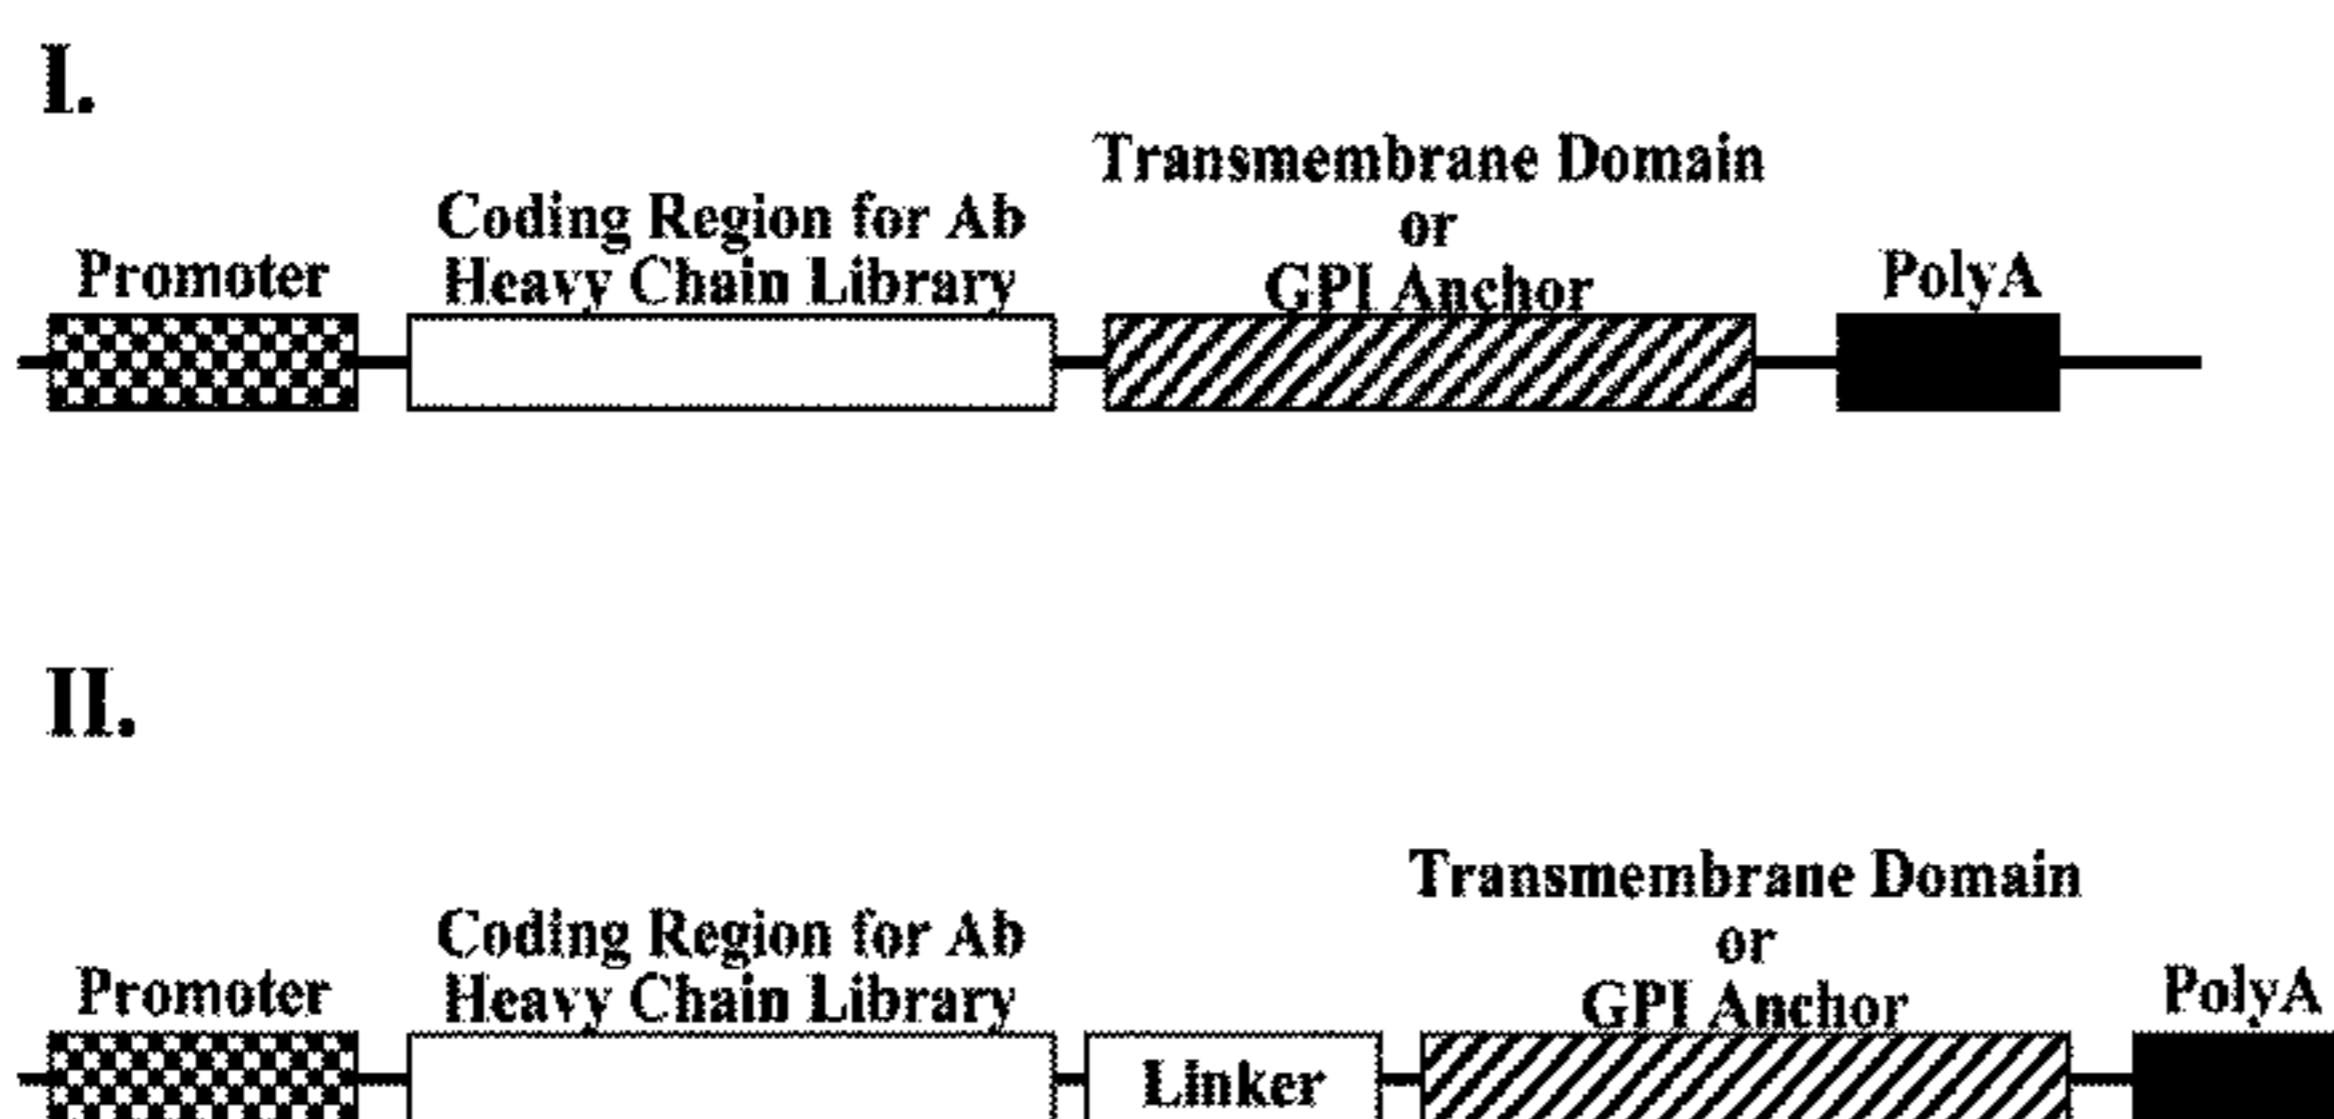 I.
Transmembrane Domain
or
GPI Anchor
Coding Region for Ab
Heavy Chain Library
Promoter
PolyA
II.
Transmembrane Domain
or
GPI Anchor
Coding Region for Ab
Heavy Chain Library
Promoter
PolyA
Linker